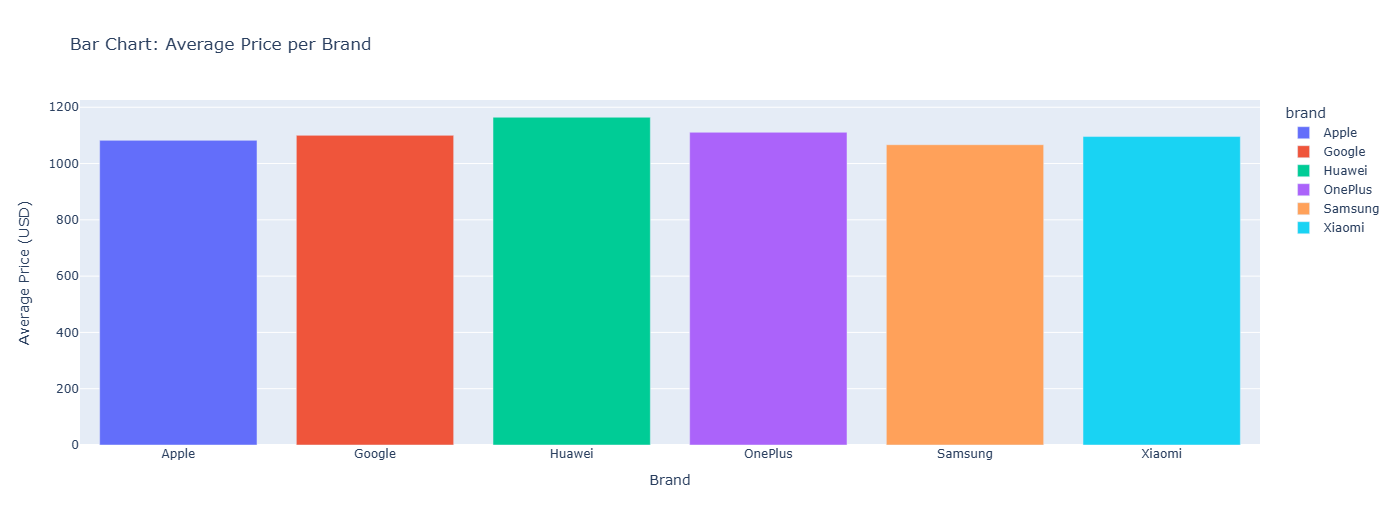 Bar Chart: Average Price per Brand
1200
1000
800
600
400
200
0
Average Price (USD)
Apple
Google
Huawei
OnePlus
Samsung
Xiaomi
Brand
brand
Apple
Google
Huawei
OnePlus
Samsung
Xiaomi